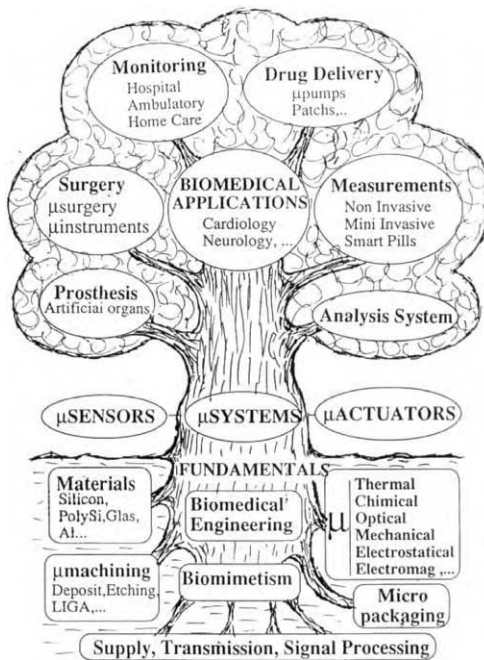 Monitoring
Hospital
Ambulatory
Home Care
Drug Delivery
µpumps
Patchs,..
Surgery
µsurgery
µinstruments
BIOMEDICAL
APPLICATIONS
Cardiology
Neurology, ...
Measurements
Non Invasive
Mini Invasive
Smart Pills
Prosthesis
Artificiai organs
Analysis System
µSENSORS
µSYSTEMS
µACTUATORS
FUNDAMENTALS
Materials
Silicon,
PolySi,Glas,
Al...
Biomedical
Engineering
µ
Thermal
Chimical
Optical
Mechanical
Electrostatical
Electromag ,...
µmachining
Deposit,Etching,
LIGA,...
Biomimetism
Micro
packaging
Supply, Transmission, Signal Processing